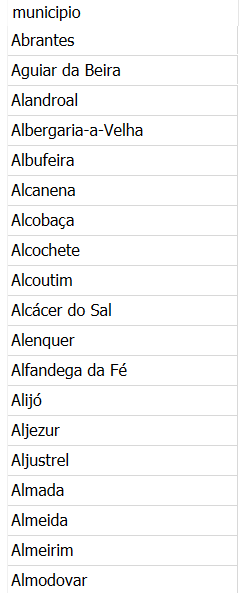 municipio
Abrantes
Aguiar da Beira
Alandroal
Albergaria-a-Velha
Albufeira
Alcanena
Alcobaça
Alcochete
Alcoutim
Alcácer do Sal
Alenquer
Alfandega da Fé
Alijó
Aljezur
Aljustrel
Almada
Almeida
Almeirim
Almodovar